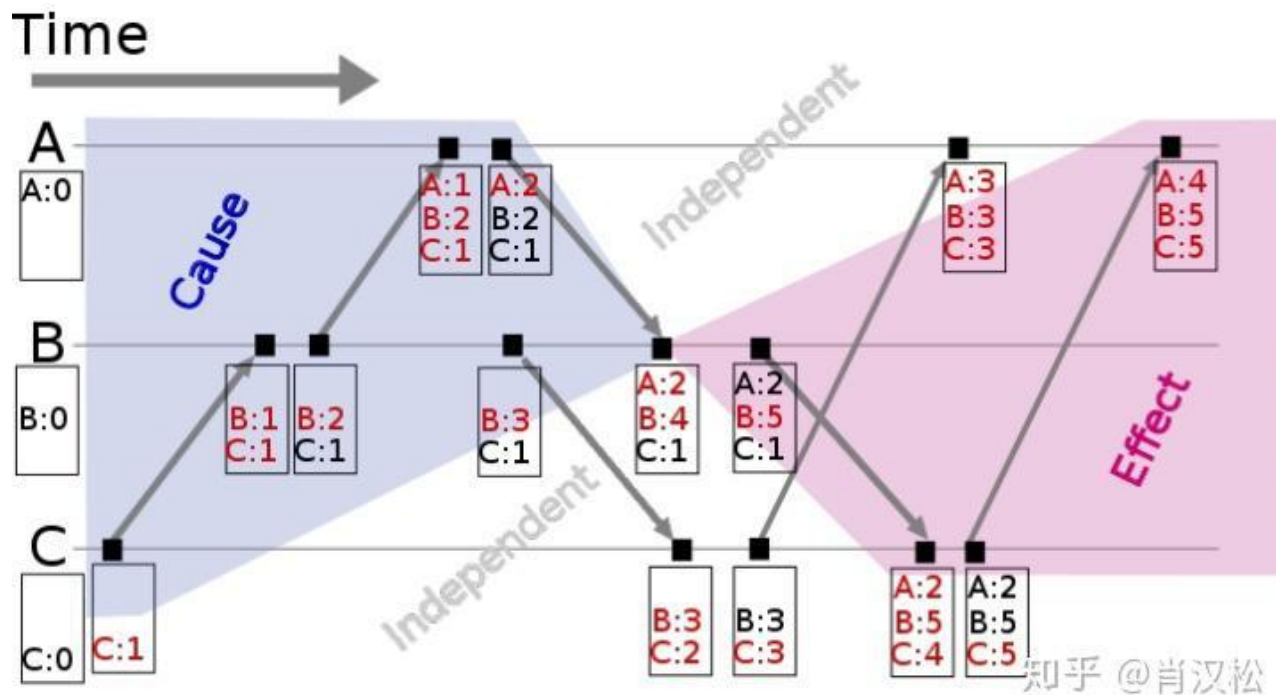 Time
A
A:0
Cause
Independent
A:1
B:2
C:1
A:2
B:2
C:1
A:3
B:3
C:3
A:4
B:5
C:5
B
B:0
B:1
C:1
B:2
C:1
B:3
C:1
A:2
B:4
C:1
A:2
B:5
C:1
Effect
Independent
C
C:0
C:1
B:3
C:2
B:3
C:3
A:2
B:5
C:4
A:2
B:5
C:5
知乎 @肖汉松